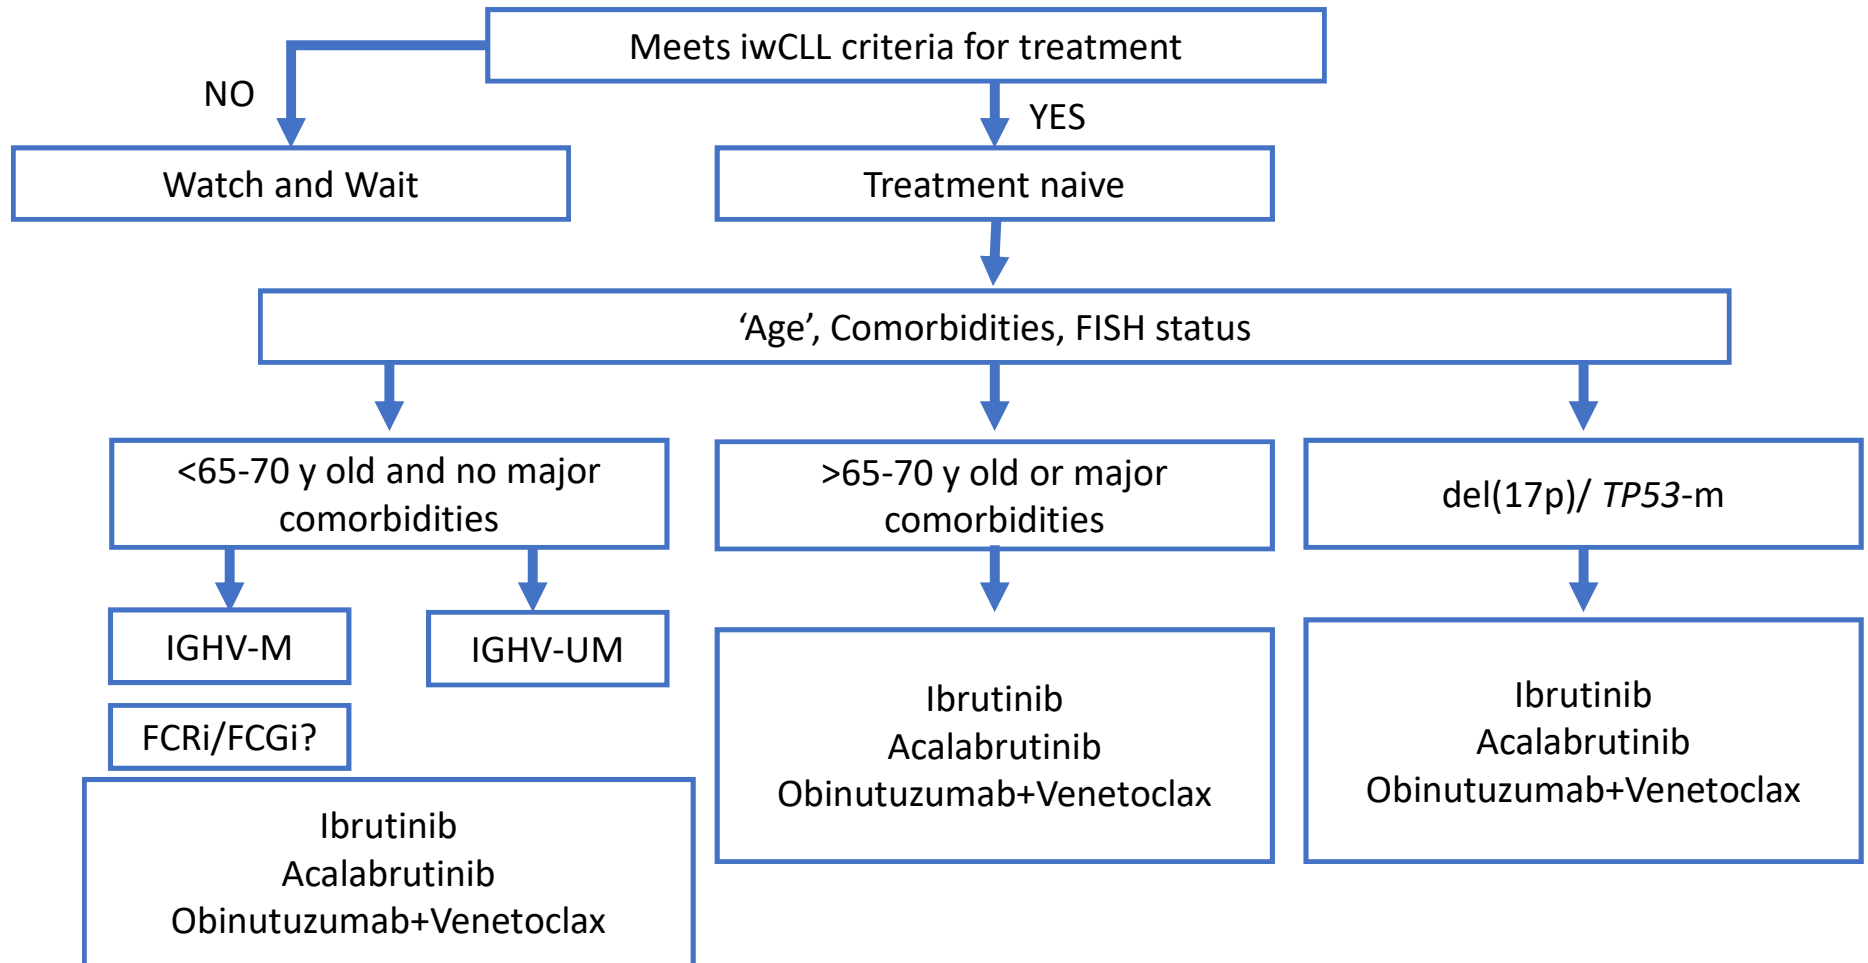 Meets iwCLL criteria for treatment
NO
YES
Watch and Wait
Treatment naive
‘Age’, Comorbidities, FISH status
<65-70 y old and no major
comorbidities
>65-70 y old or major
comorbidities
del(17p)/ TP53-m
IGHV-M
IGHV-UM
FCRi/FCGi?
Ibrutinib
Acalabrutinib
Obinutuzumab+Venetoclax
Ibrutinib
Acalabrutinib
Obinutuzumab+Venetoclax
Ibrutinib
Acalabrutinib
Obinutuzumab+Venetoclax